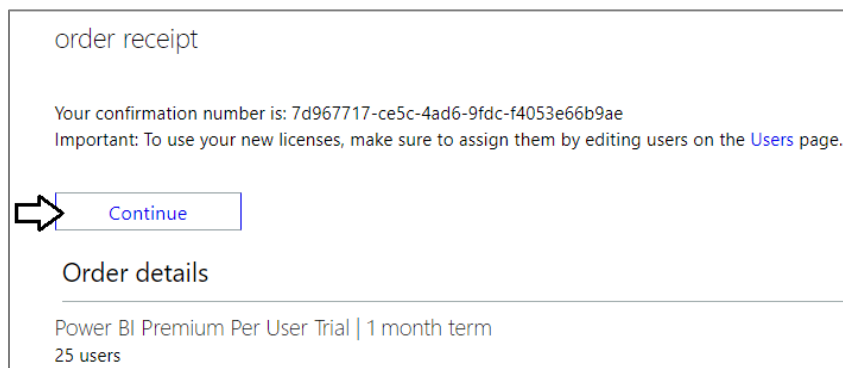 order receipt
Your confirmation number is: 7d967717-ce5c-4ad6-9fdc-f4053e66b9ae
Important: To use your new licenses, make sure to assign them by editing users on the Users page.
Continue
Order details
Power BI Premium Per User Trial | 1 month term
25 users